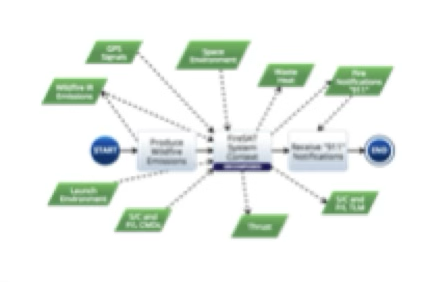 GPS
Signals
Space
Environment
Waste
Heat
Fire
Notifications
"911"
Wildfire IR
Emissions
START
Produce
Wildfire
Emissions
FireSAT
System
Context
Receive "911"
Notifications
END
Launch
Environment
S/C and
P/L CMDs
Thrust
S/C and
P/L TLM